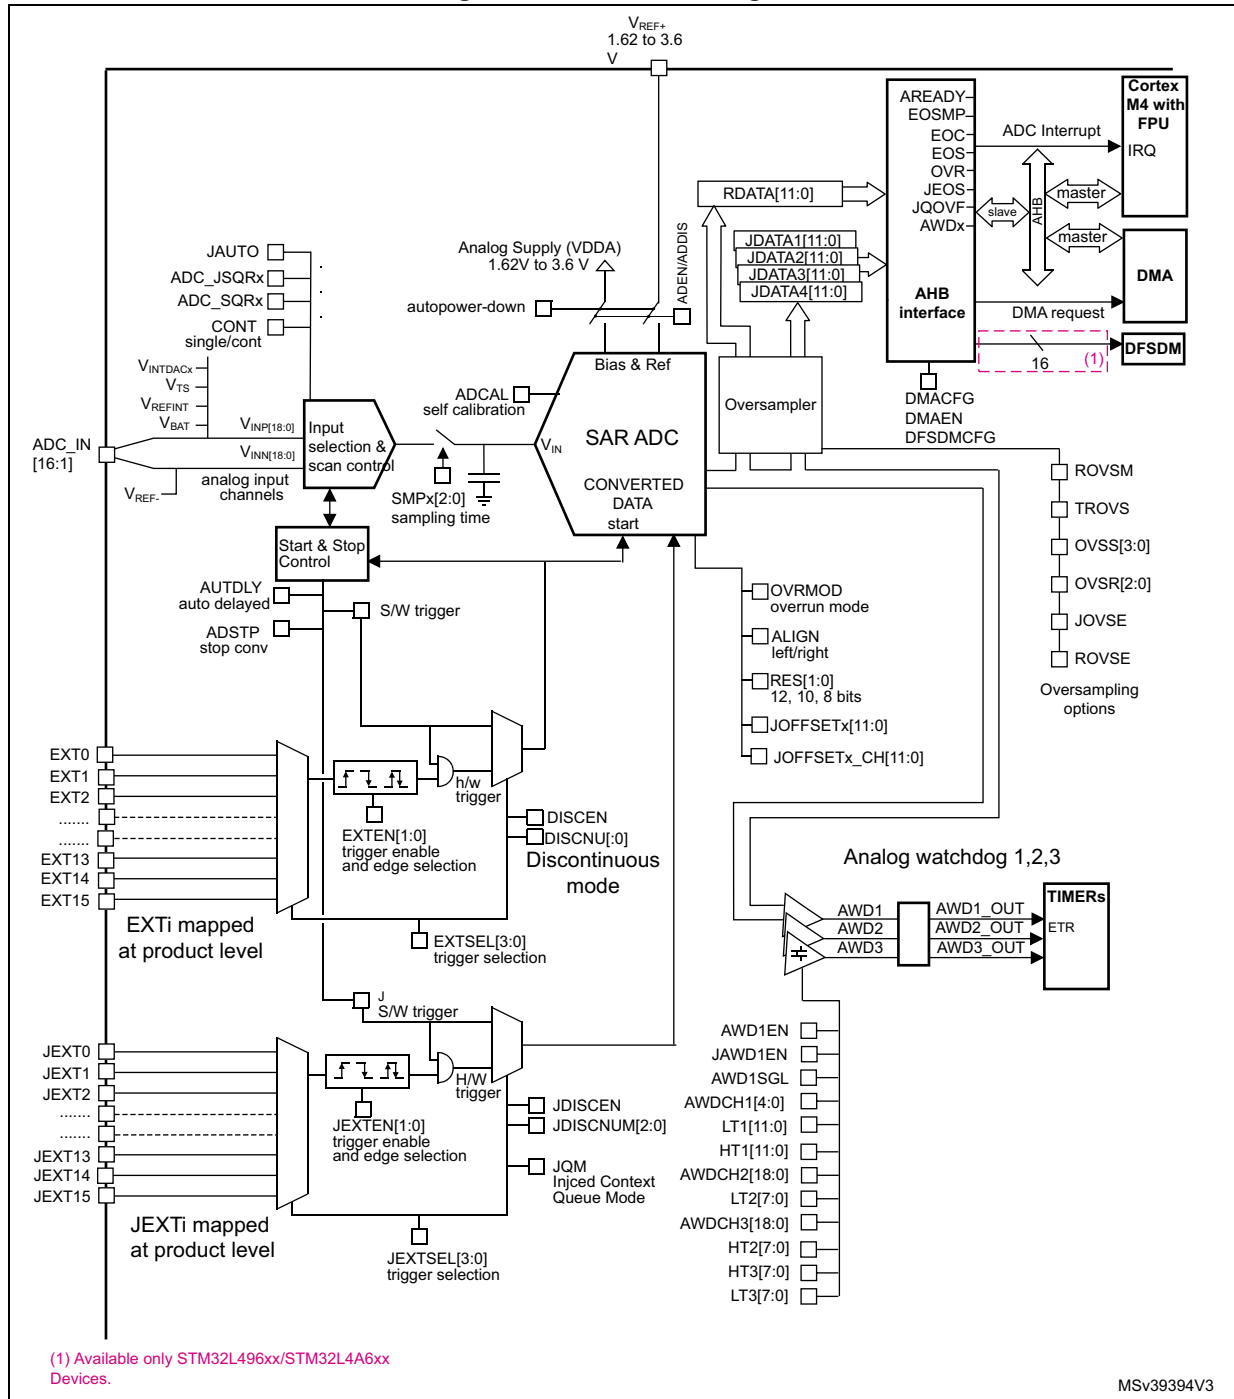 VREF+
1.62 to 3.6
V
AREADY
EOSMP
EOC
EOS
OVR
JEOS
JQOVF
AWDx
AHB
interface
ADC Interrupt
Cortex
M4 with
FPU
IRQ
slave
AHB
master
master
DMA
DMA request
16
(1)
DFSDM
DMACFG
DMAEN
DFSDMCFG
RDATA[11:0]
JDATA1[11:0]
JDATA2[11:0]
JDATA3[11:0]
JDATA4[11:0]
JAUTO
ADC_JSQRx
ADC_SQRx
CONT
single/cont
Analog Supply (VDDA)
1.62V to 3.6 V
autopower-down
ADEN/ADDIS
Bias & Ref
ADCAL
self calibration
Oversampler
VINTDACx
VTS
VREFINT
VBAT
ADC_IN
[16:1]
VINP[18:0]
VINN[18:0]
analog input
channels
VREF-
Input
selection &
scan control
SMPx[2:0]
sampling time
VIN
SAR ADC
CONVERTED
DATA
start
ROVSM
TROVS
OVSS[3:0]
OVSR[2:0]
JOVSE
ROVSE
Oversampling
options
Start & Stop
Control
AUTDLY
auto delayed
ADSTP
stop conv
S/W trigger
OVRMOD
overrun mode
ALIGN
left/right
RES[1:0]
12, 10, 8 bits
JOFFSETx[11:0]
JOFFSETx_CH[11:0]
EXT0
EXT1
EXT2
.......
.......
EXT13
EXT14
EXT15
EXTi mapped
at product level
h/w
trigger
EXTEN[1:0]
trigger enable
and edge selection
DISCEN
DISCNU[:0]
Discontinuous
mode
EXTSEL[3:0]
trigger selection
Analog watchdog 1,2,3
AWD1
AWD2
AWD3
AWD1_OUT
AWD2_OUT
AWD3_OUT
TIMERs
ETR
J
S/W trigger
JEXT0
JEXT1
JEXT2
.......
.......
JEXT13
JEXT14
JEXT15
JEXTi mapped
at product level
H/W
trigger
JEXTEN[1:0]
trigger enable
and edge selection
JDISCEN
JDISCNUM[2:0]
JQM
Injced Context
Queue Mode
JEXTSEL[3:0]
trigger selection
AWD1EN
JAWD1EN
AWD1SGL
AWDCH1[4:0]
LT1[11:0]
HT1[11:0]
AWDCH2[18:0]
LT2[7:0]
AWDCH3[18:0]
HT2[7:0]
HT3[7:0]
LT3[7:0]
(1) Available only STM32L496xx/STM32L4A6xx
Devices.
MSv39394V3